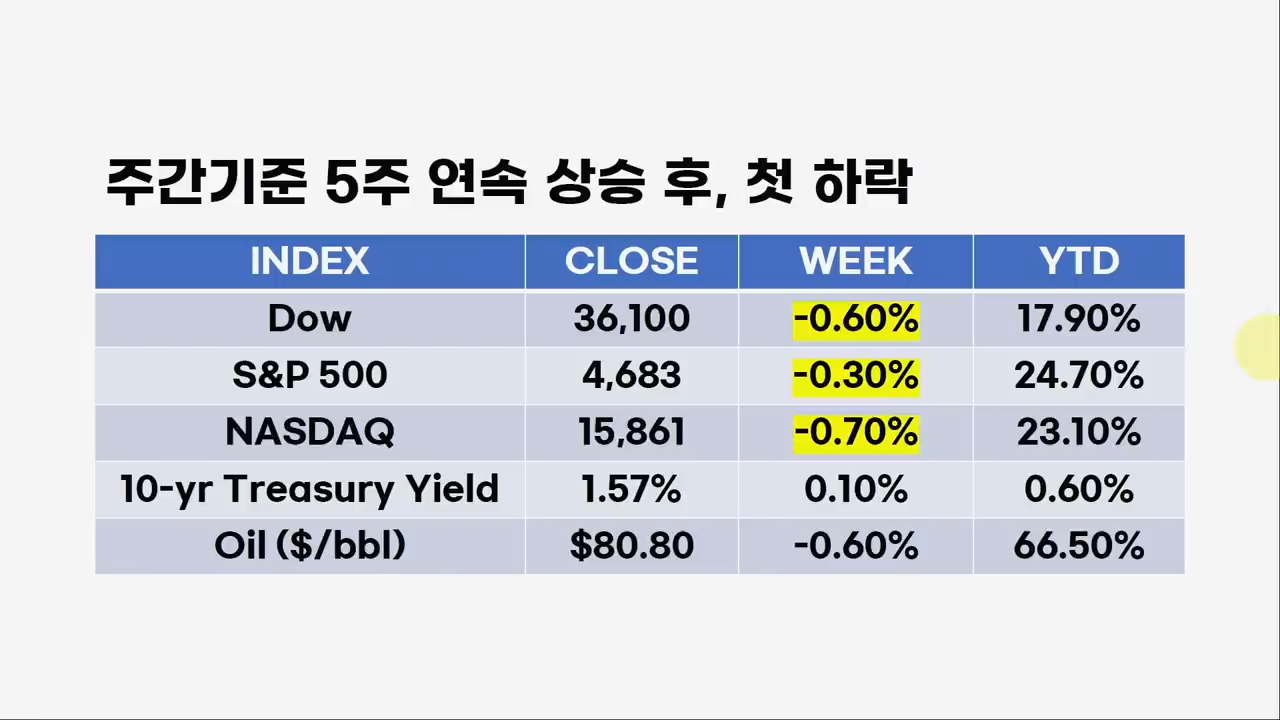 주간기준 5주 연속 상승 후, 첫 하락
INDEX CLOSE WEEK YTD
Dow 36,100 -0.60% 17.90%
S&P 500 4,683 -0.30% 24.70%
NASDAQ 15,861 -0.70% 23.10%
10-yr Treasury Yield 1.57% 0.10% 0.60%
Oil ($/bbl) $80.80 -0.60% 66.50%